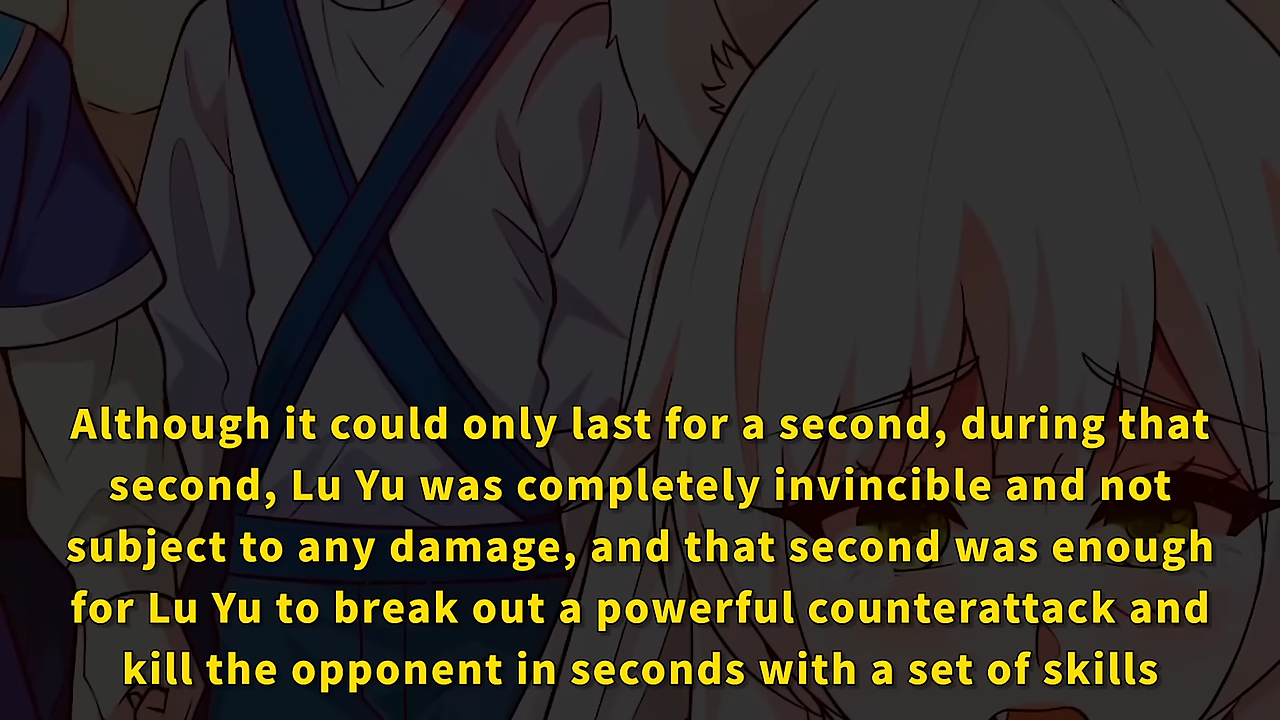 Although it could only last for a second, during that
second, Lu Yu was completely invincible and not
subject to any damage, and that second was enough
for Lu Yu to break out a powerful counterattack and
kill the opponent in seconds with a set of skills